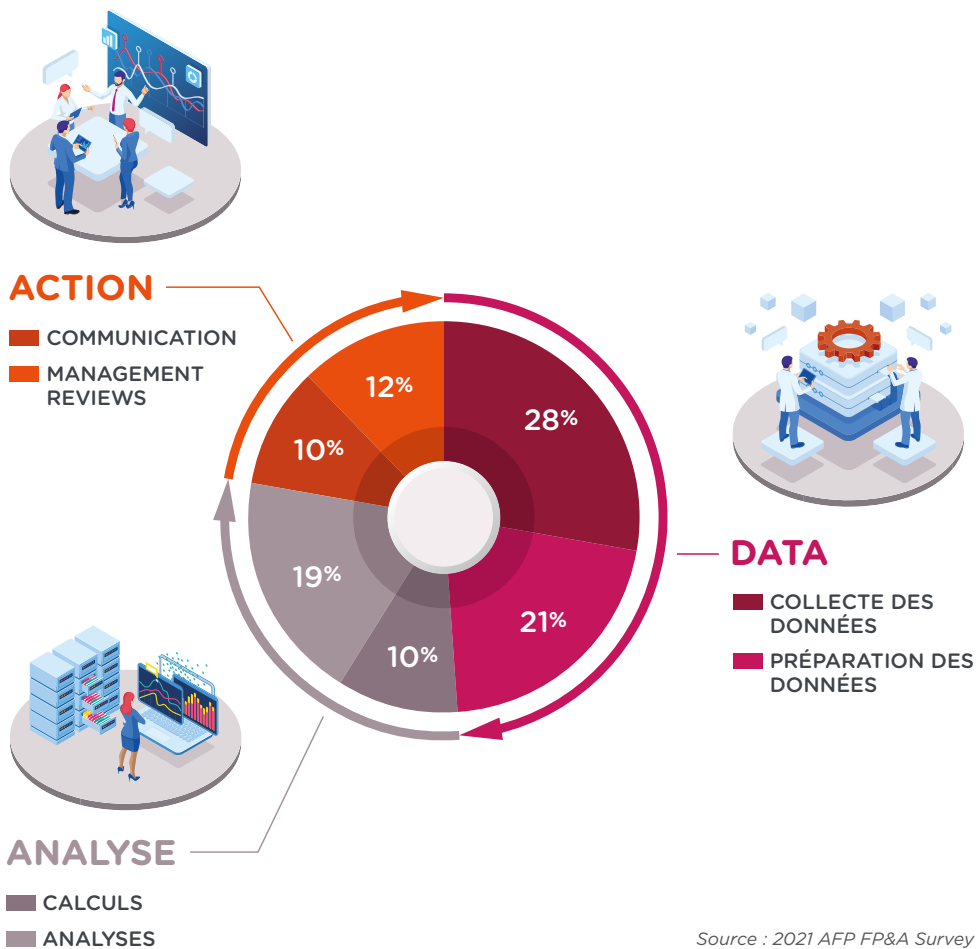 ACTION
COMMUNICATION
MANAGEMENT
REVIEWS
12%
28%
10%
19%
21%
10%
DATA
COLLECTE DES
DONNÉES
PRÉPARATION DES
DONNÉES
ANALYSE
CALCULS
ANALYSES
Source : 2021 AFP FP&A Survey